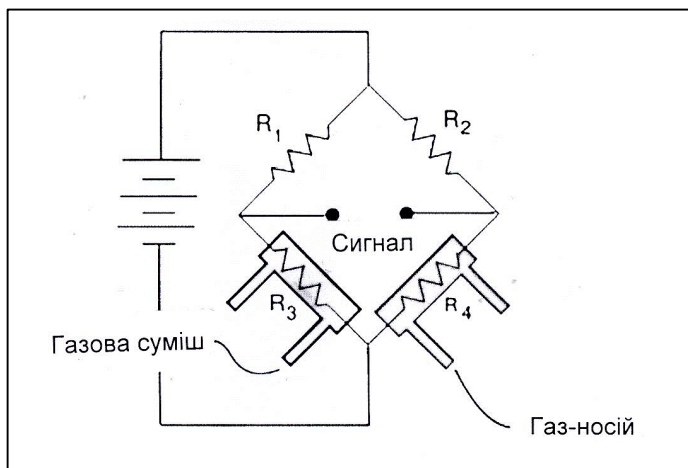 R1
R2
Сигнал
R3
R4
Газова суміш
Газ-носій